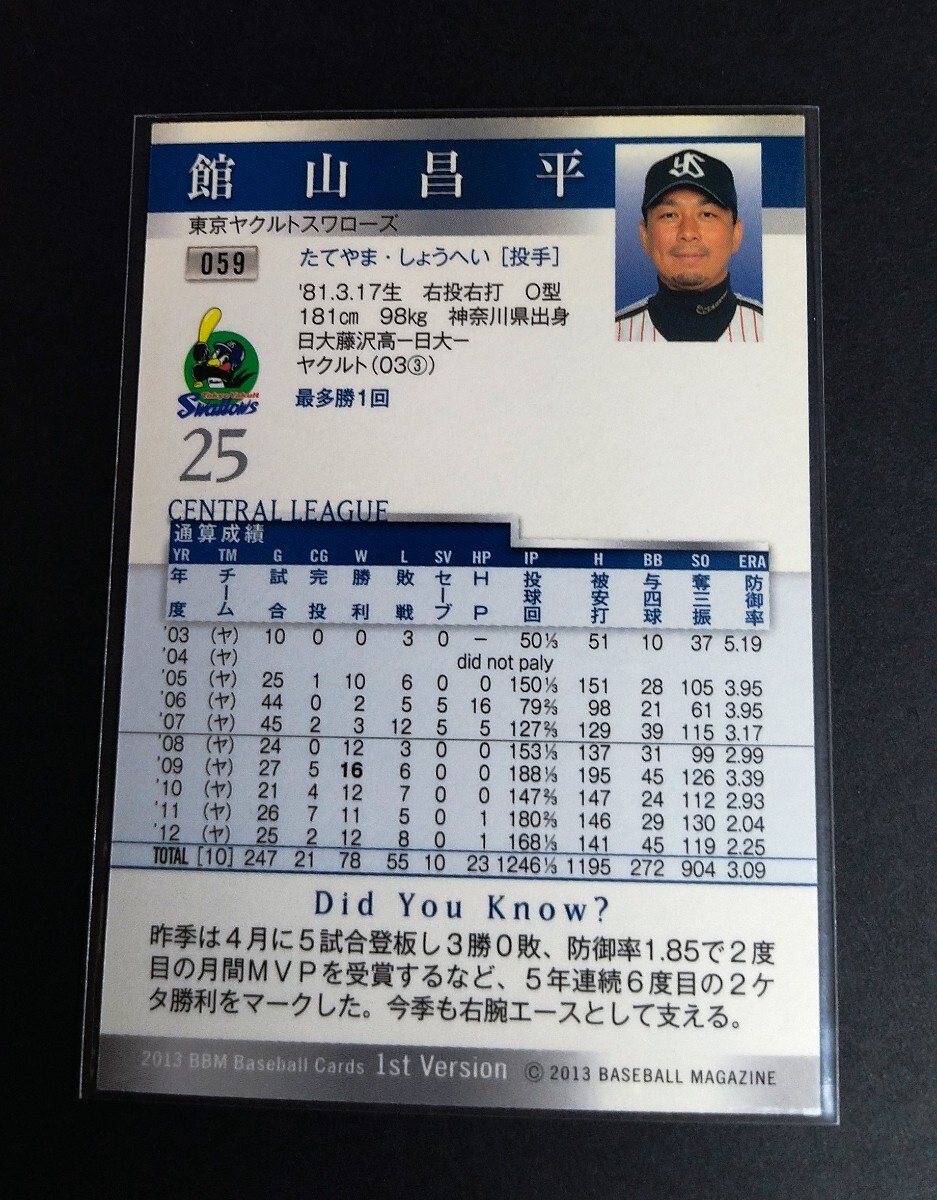 館山昌平
YS
東京ヤクルトスワローズ
059
たてやま・しょうへい [投手]
'81.3.17生 右投右打 O型
181㎝ 98㎏ 神奈川県出身
日大藤沢高ー日大ー
ヤクルト(03③)
最多勝1回
Tokyo Yakult
Swallows
25
CENTRAL LEAGUE
通算成績
YR TM G CG W L SV HP IP H BB SO ERA
年度 チーム 試合 完投 勝利 敗戦 セーブ HP 投球回 被安打 与四球 奪三振 防御率
'03 (ヤ) 10 0 0 3 0 － 50⅓ 51 10 37 5.19
'04 (ヤ) did not paly
'05 (ヤ) 25 1 10 6 0 0 150⅓ 151 28 105 3.95
'06 (ヤ) 44 0 2 5 5 16 79⅔ 98 21 61 3.95
'07 (ヤ) 45 2 3 12 5 5 127⅔ 129 39 115 3.17
'08 (ヤ) 24 0 12 3 0 0 153⅓ 137 31 99 2.99
'09 (ヤ) 27 5 16 6 0 0 188⅓ 195 45 126 3.39
'10 (ヤ) 21 4 12 7 0 0 147⅔ 147 24 112 2.93
'11 (ヤ) 26 7 11 5 0 1 180⅔ 146 29 130 2.04
'12 (ヤ) 25 2 12 8 0 1 168⅓ 141 45 119 2.25
TOTAL [10] 247 21 78 55 10 23 1246⅓ 1195 272 904 3.09
Did You Know?
昨季は4月に5試合登板し3勝0敗、防御率1.85で2度
目の月間MVPを受賞するなど、5年連続6度目の2ケ
タ勝利をマークした。今季も右腕エースとして支える。
2013 BBM Baseball Cards 1st Version © 2013 BASEBALL MAGAZINE